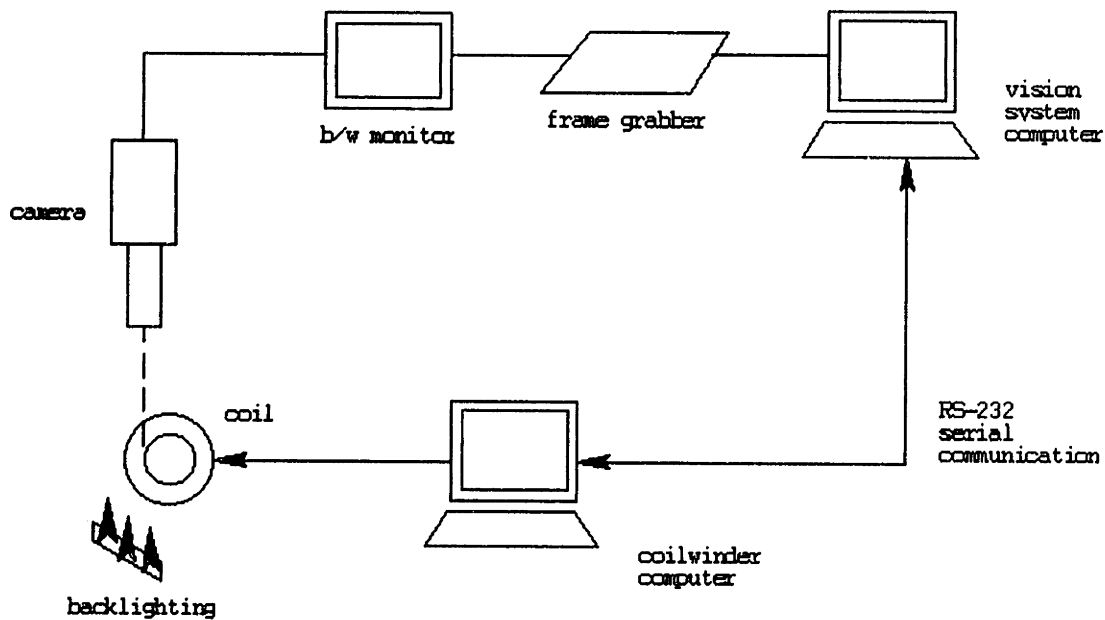 b/w monitor
frame grabber
vision
system
computer
camera
coil
RS-232
serial
communication
coilwinder
computer
backlighting